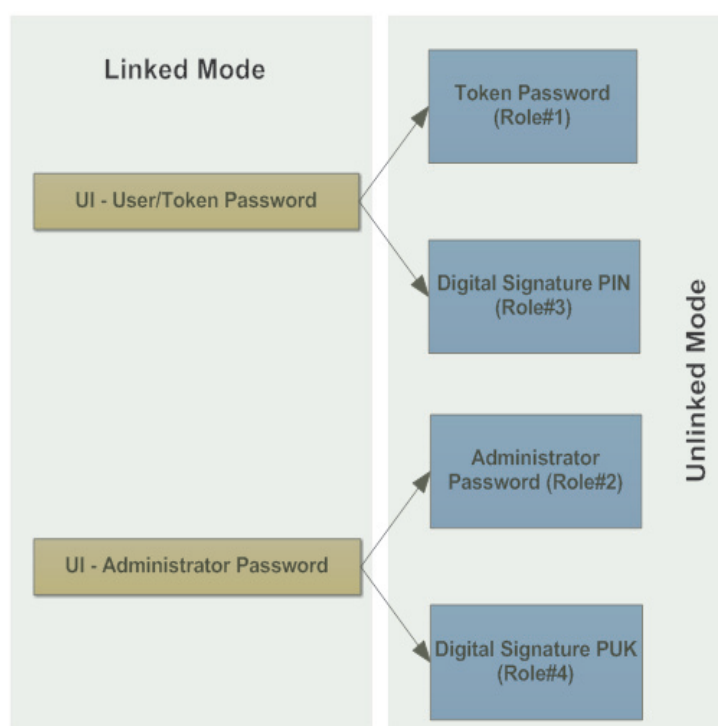 Linked Mode
UI - User/Token Password
UI - Administrator Password
Token Password
(Role#1)
Digital Signature PIN
(Role#3)
Administrator
Password (Role#2)
Digital Signature PUK
(Role#4)
Unlinked Mode